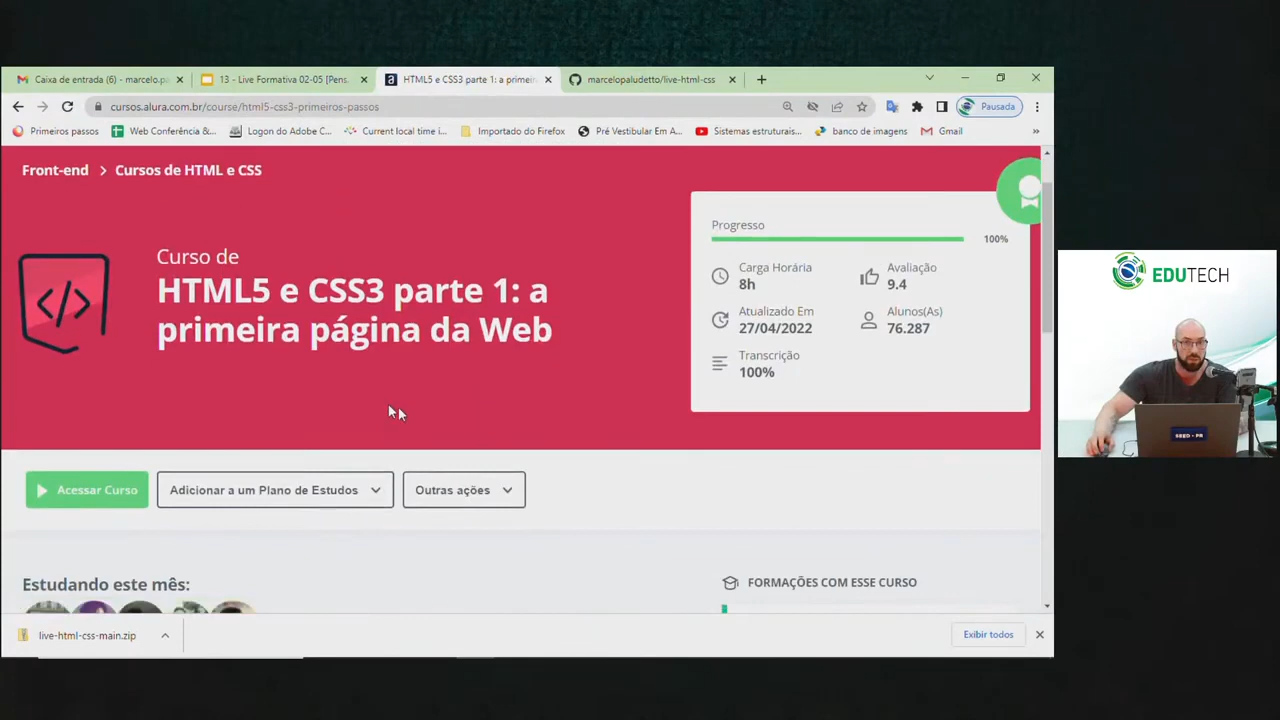 Caixa de entrada (6) - marcelo.pa
13 - Live Formativa 02-05 [Pens
HTML5 e CSS3 parte 1: a primei
marcelopaludetto/live-html-css
cursos.alura.com.br/course/html5-css3-primeiros-passos
Pausada
Primeiros passos
Web Conferência &...
Logon do Adobe C...
Current local time i...
Importado do Firefox
Pré Vestibular Em A...
Sistemas estruturais...
banco de imagens
Gmail
Front-end > Cursos de HTML e CSS
Curso de
HTML5 e CSS3 parte 1: a
primeira página da Web
Progresso
100%
Carga Horária
8h
Avaliação
9.4
Atualizado Em
27/04/2022
Alunos(As)
76.287
Transcrição
100%
Acessar Curso
Adicionar a um Plano de Estudos
Outras ações
Estudando este mês:
FORMAÇÕES COM ESSE CURSO
live-html-css-main.zip
Exibir todos
EDUTECH
SEED - PR